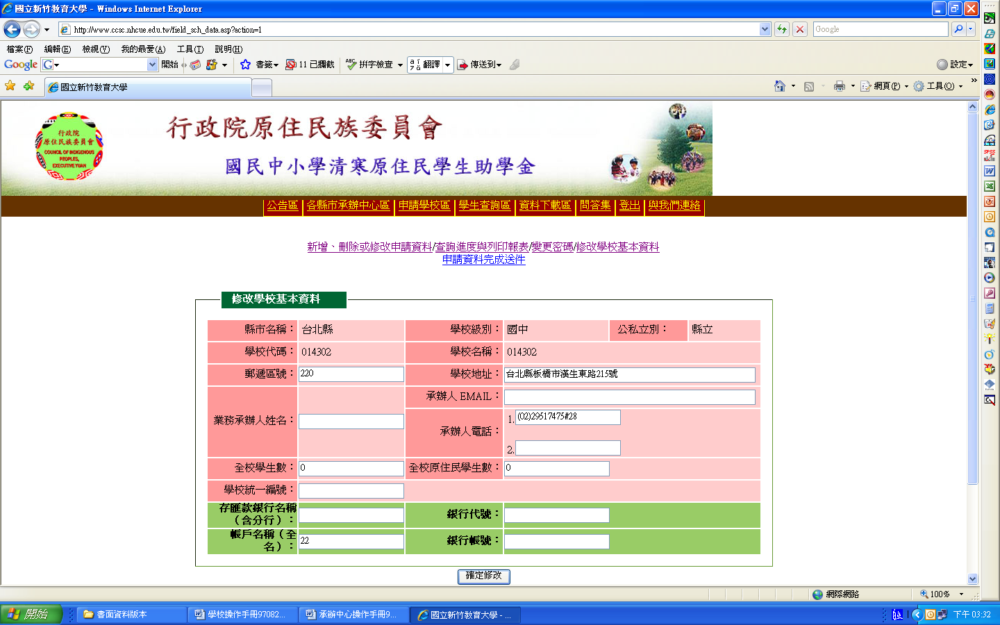 國立新竹教育大學 - Windows Internet Explorer
http://www.ccsc.nhcue.edu.tw/field_sch_data.asp?action=1
Google
檔案(F) 編輯(E) 檢視(V) 我的最愛(A) 工具(T) 說明(H)
Google G 開始 書籤 11 已攔截 ABC 拼字檢查 翻譯 傳送到 設定
國立新竹教育大學 網頁(P) 工具(O)
行政院
原住民族委員會
COUNCIL OF INDIGENOUS
PEOPLES,
EXECUTIVE YUAN
行政院原住民族委員會
國民中小學清寒原住民學生助學金
公告區 各縣市承辦中心區 申請學校區 學生查詢區 資料下載區 問答集 登出 與我們連絡
新增、刪除或修改申請資料/查詢進度與列印報表/變更密碼/修改學校基本資料
申請資料完成送件
修改學校基本資料
縣市名稱： 台北縣 學校級別： 國中 公私立別： 縣立
學校代碼： 014302 學校名稱： 014302
郵遞區號： 220 學校地址： 台北縣板橋市漢生東路215號
承辦人 EMAIL：
業務承辦人姓名： 承辦人電話： 1. (02)29517475#28
2.
全校學生數： 0 全校原住民學生數： 0
學校統一編號：
存匯款銀行名稱（含分行）： 銀行代號：
帳戶名稱（全名）： 22 銀行帳號：
確定修改
網際網路 100%
開始 書面資料版本 學校操作手冊97082... 承辦中心操作手冊9... 國立新竹教育大學 - ... 下午 03:32